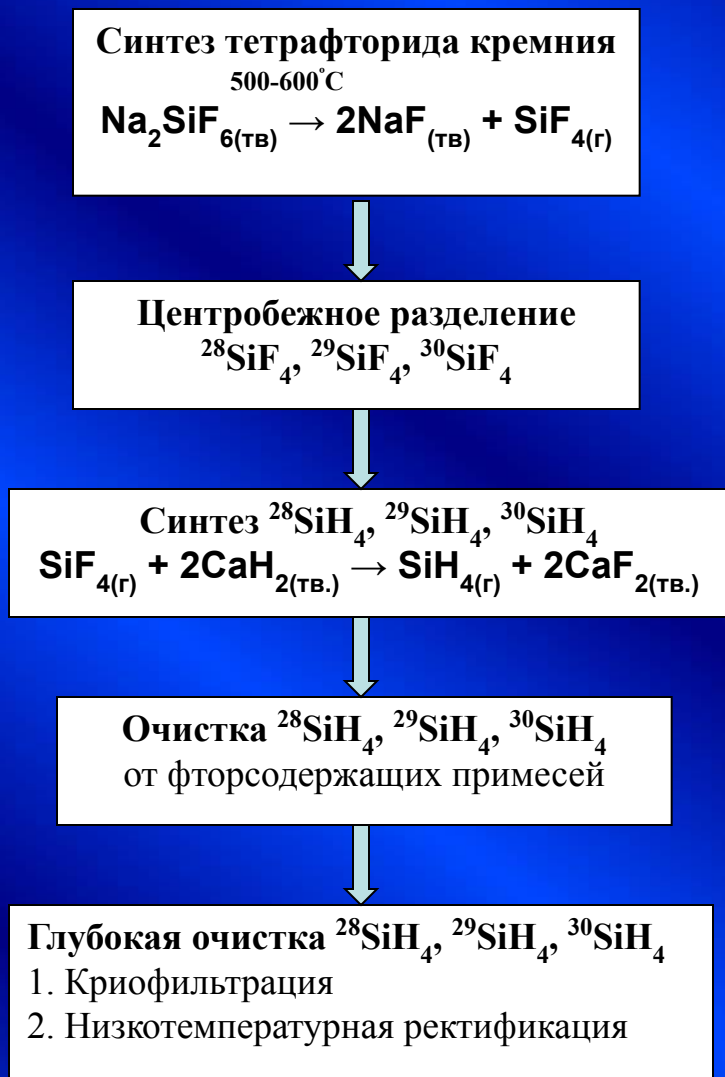 Синтез тетрафторида кремния
500-600°C
Na₂SiF₆₍тв₎ → 2NaF₍тв₎ + SiF₄₍г₎
Центробежное разделение
²⁸SiF₄, ²⁹SiF₄, ³⁰SiF₄
Синтез ²⁸SiH₄, ²⁹SiH₄, ³⁰SiH₄
SiF₄₍г₎ + 2CaH₂₍тв.₎ → SiH₄₍г₎ + 2CaF₂₍тв.₎
Очистка ²⁸SiH₄, ²⁹SiH₄, ³⁰SiH₄
от фторсодержащих примесей
Глубокая очистка ²⁸SiH₄, ²⁹SiH₄, ³⁰SiH₄
1. Криофильтрация
2. Низкотемпературная ректификация